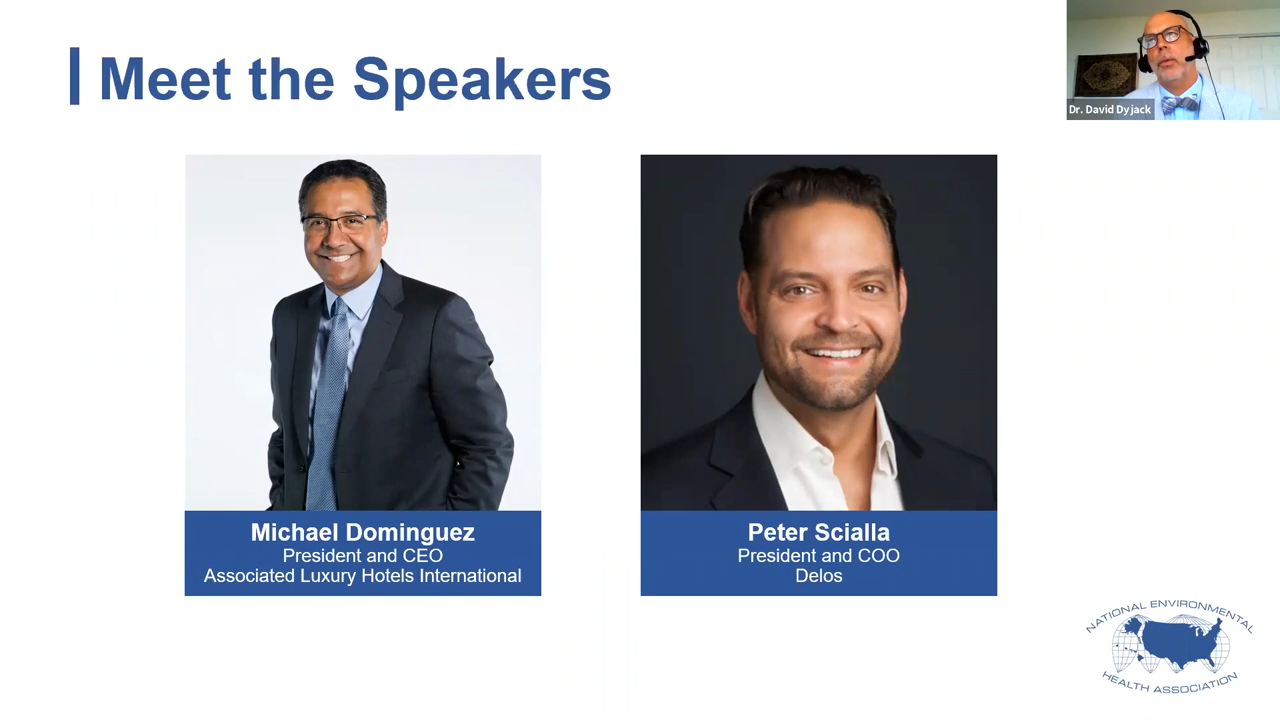 Meet the Speakers
Dr. David Dyjack
Michael Dominguez
President and CEO
Associated Luxury Hotels International
Peter Scialla
President and COO
Delos
NATIONAL ENVIRONMENTAL
HEALTH ASSOCIATION